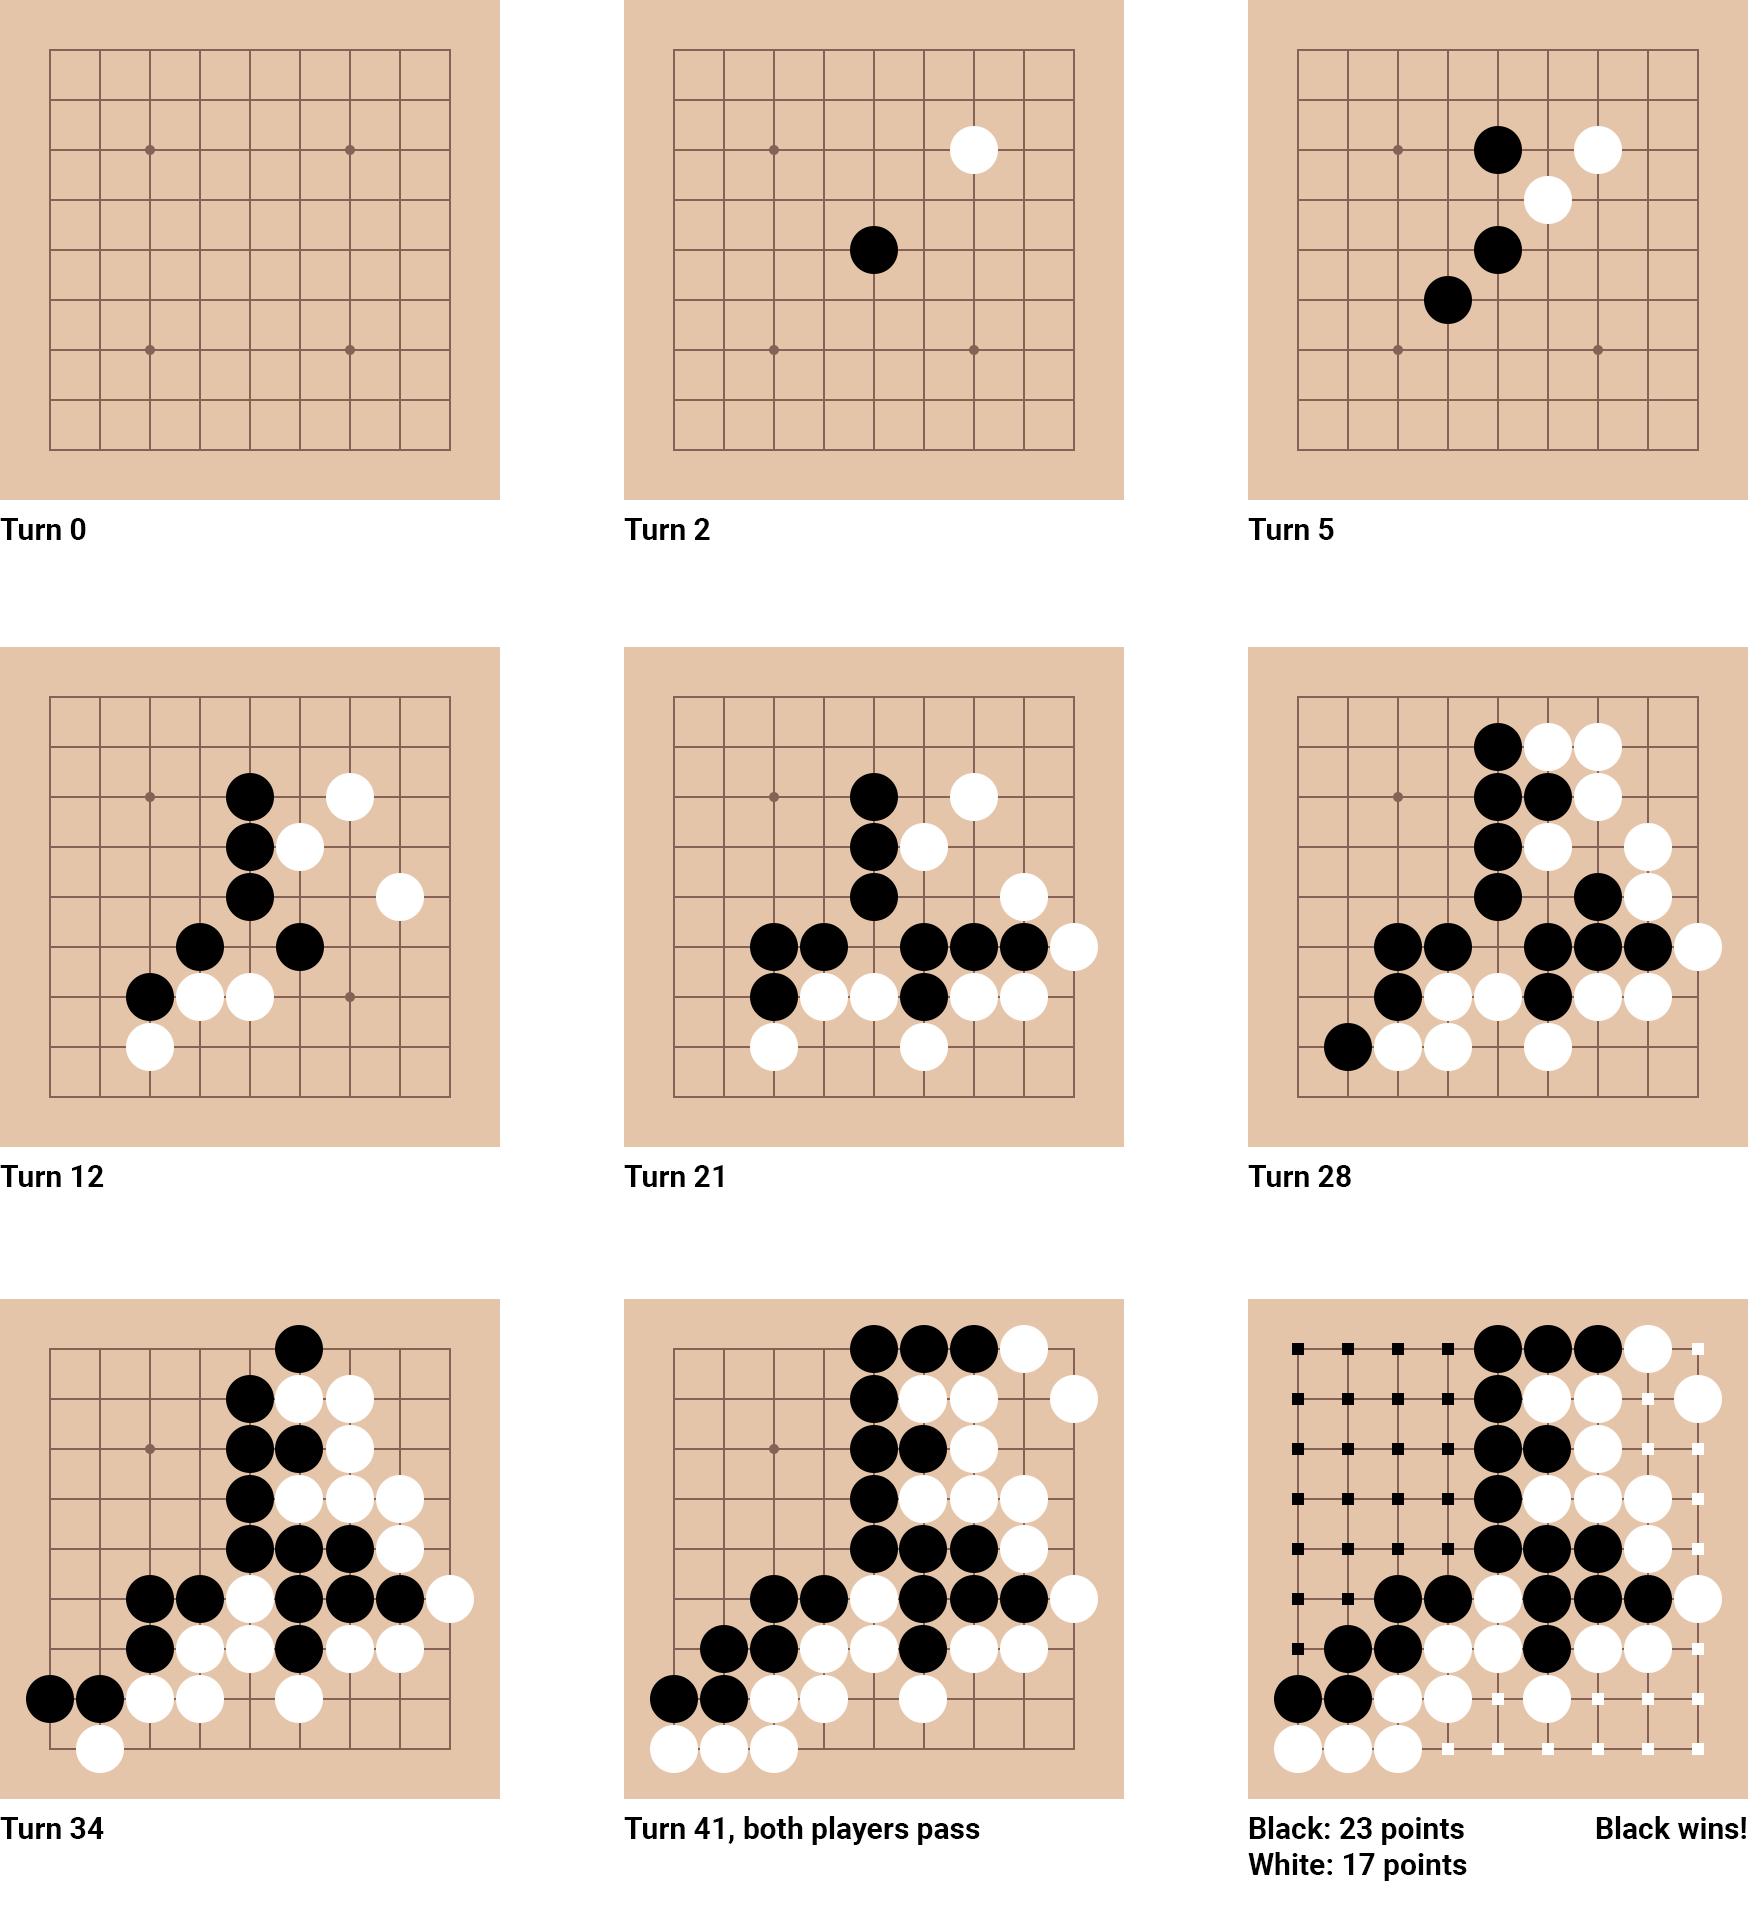 Turn 0
Turn 2
Turn 5
Turn 12
Turn 21
Turn 28
Turn 34
Turn 41, both players pass
Black: 23 points
Black wins!
White: 17 points